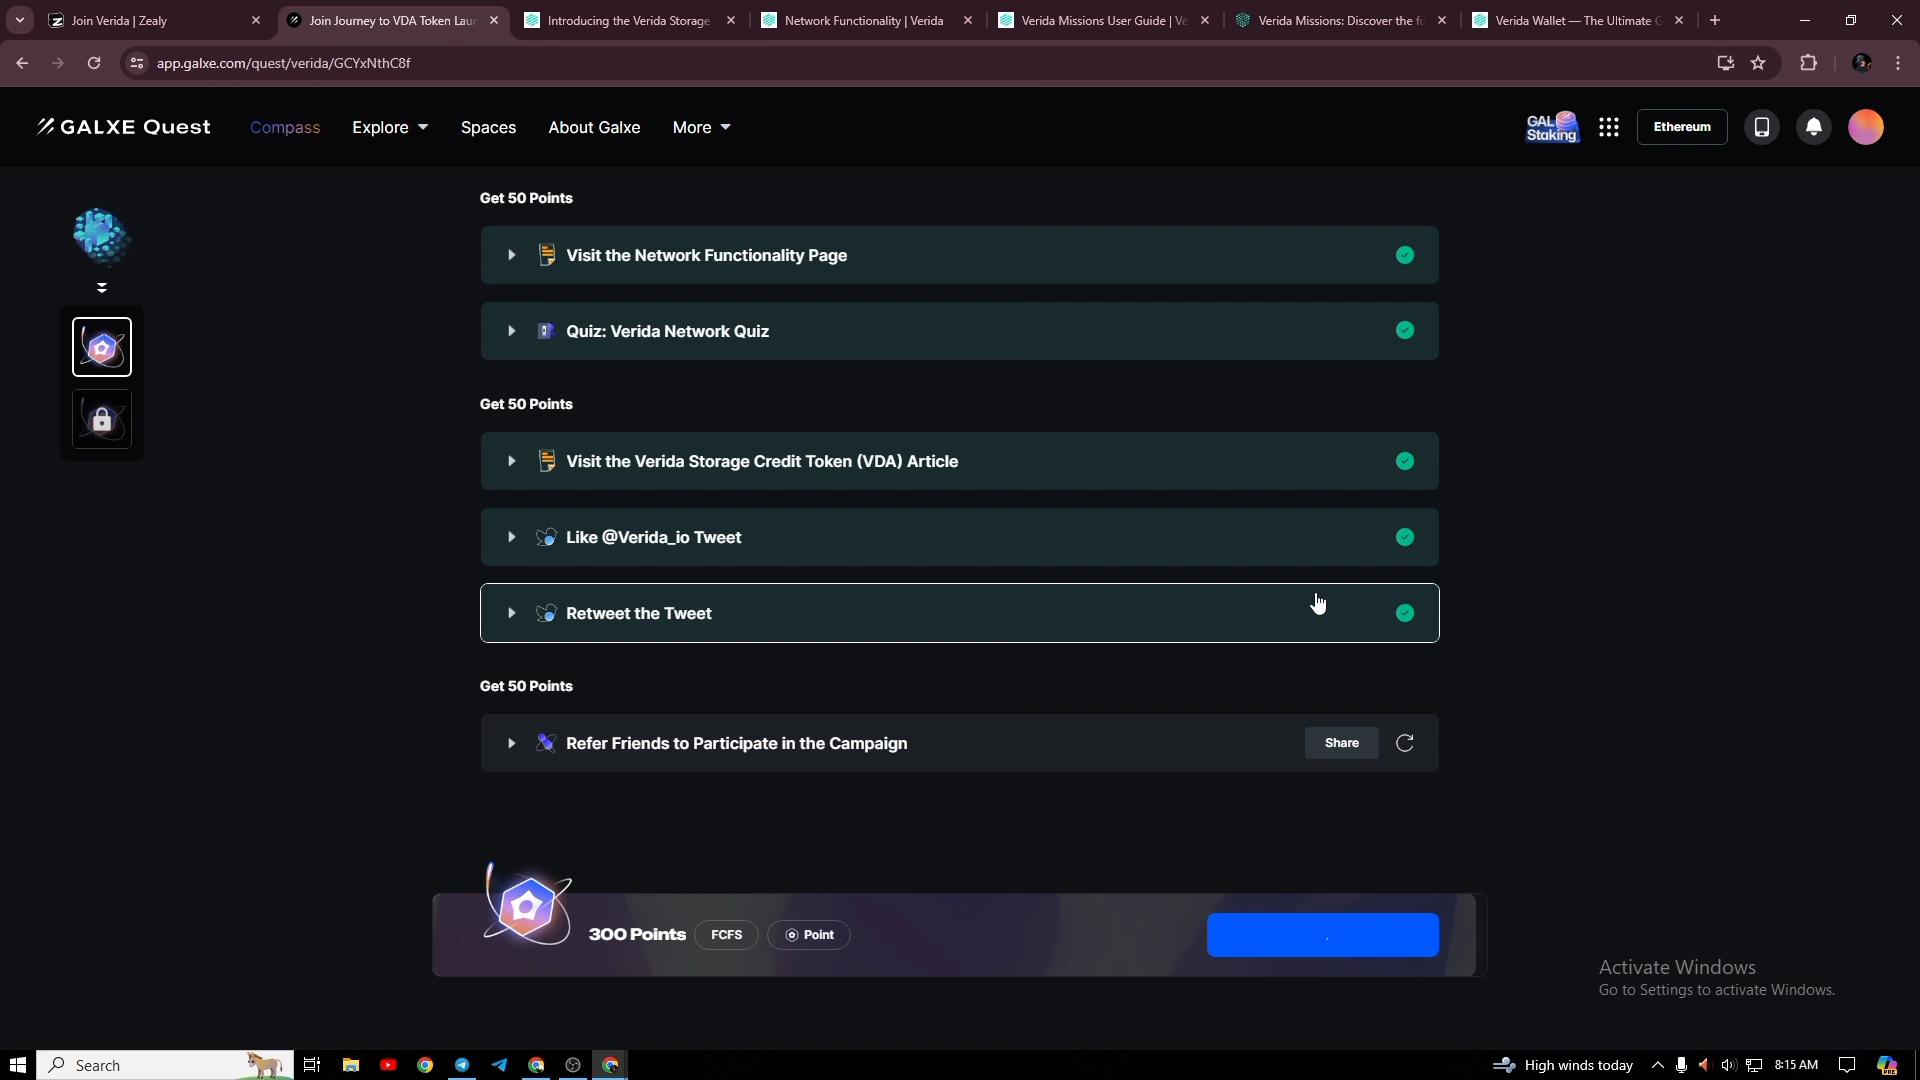 Join Verida | Zealy
Join Journey to VDA Token Laun
Introducing the Verida Storage
Network Functionality | Verida
Verida Missions User Guide | Ve
Verida Missions: Discover the fu
Verida Wallet — The Ultimate G
app.galxe.com/quest/verida/GCYxNthC8f
GALXE Quest
Compass
Explore
Spaces
About Galxe
More
GAL
Staking
Ethereum
Get 50 Points
Visit the Network Functionality Page
Quiz: Verida Network Quiz
Get 50 Points
Visit the Verida Storage Credit Token (VDA) Article
Like @Verida_io Tweet
Retweet the Tweet
Get 50 Points
Refer Friends to Participate in the Campaign
Share
300 Points
FCFS
Point
Activate Windows
Go to Settings to activate Windows.
Search
High winds today
8:15 AM
PRE